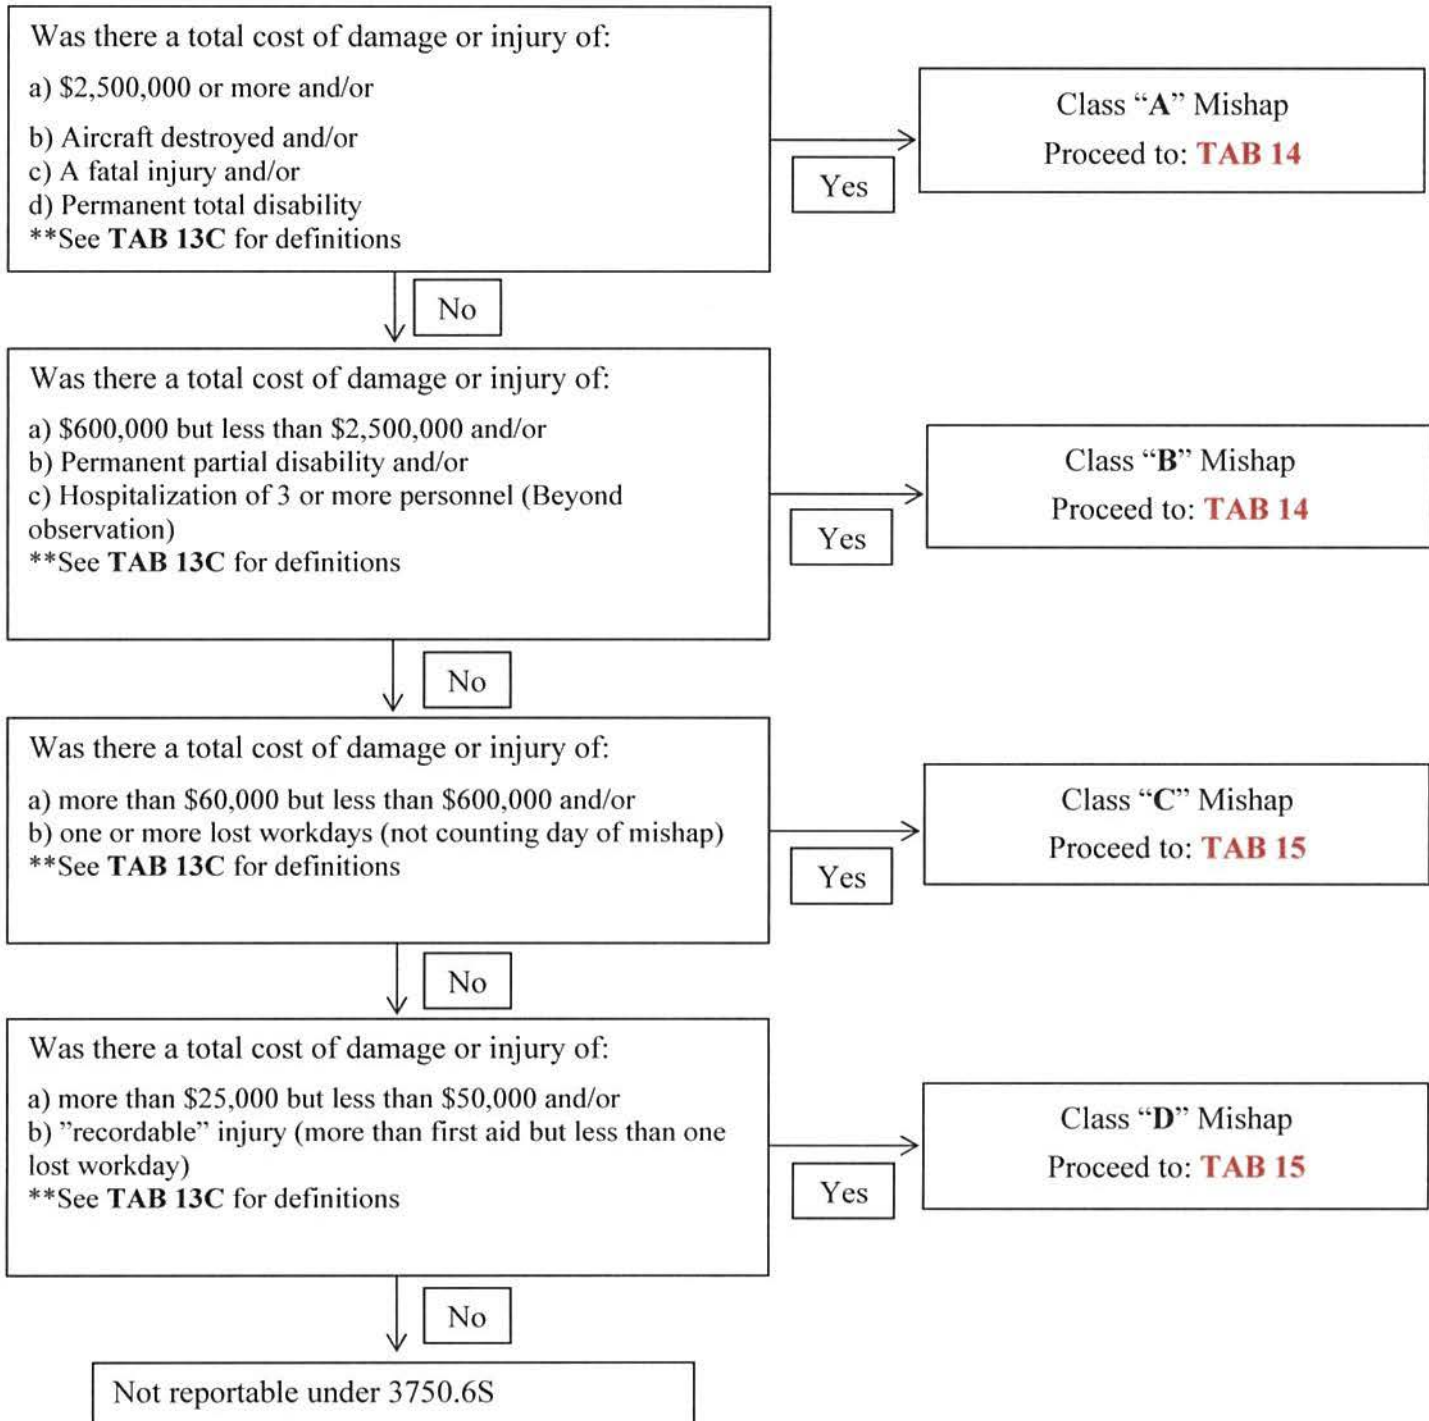 Was there a total cost of damage or injury of:
a) $2,500,000 or more and/or
b) Aircraft destroyed and/or
c) A fatal injury and/or
d) Permanent total disability
**See TAB 13C for definitions
Yes
Class “A” Mishap
Proceed to: TAB 14
No
Was there a total cost of damage or injury of:
a) $600,000 but less than $2,500,000 and/or
b) Permanent partial disability and/or
c) Hospitalization of 3 or more personnel (Beyond
observation)
**See TAB 13C for definitions
Yes
Class “B” Mishap
Proceed to: TAB 14
No
Was there a total cost of damage or injury of:
a) more than $60,000 but less than $600,000 and/or
b) one or more lost workdays (not counting day of mishap)
**See TAB 13C for definitions
Yes
Class “C” Mishap
Proceed to: TAB 15
No
Was there a total cost of damage or injury of:
a) more than $25,000 but less than $50,000 and/or
b) ”recordable” injury (more than first aid but less than one
lost workday)
**See TAB 13C for definitions
Yes
Class “D” Mishap
Proceed to: TAB 15
No
Not reportable under 3750.6S